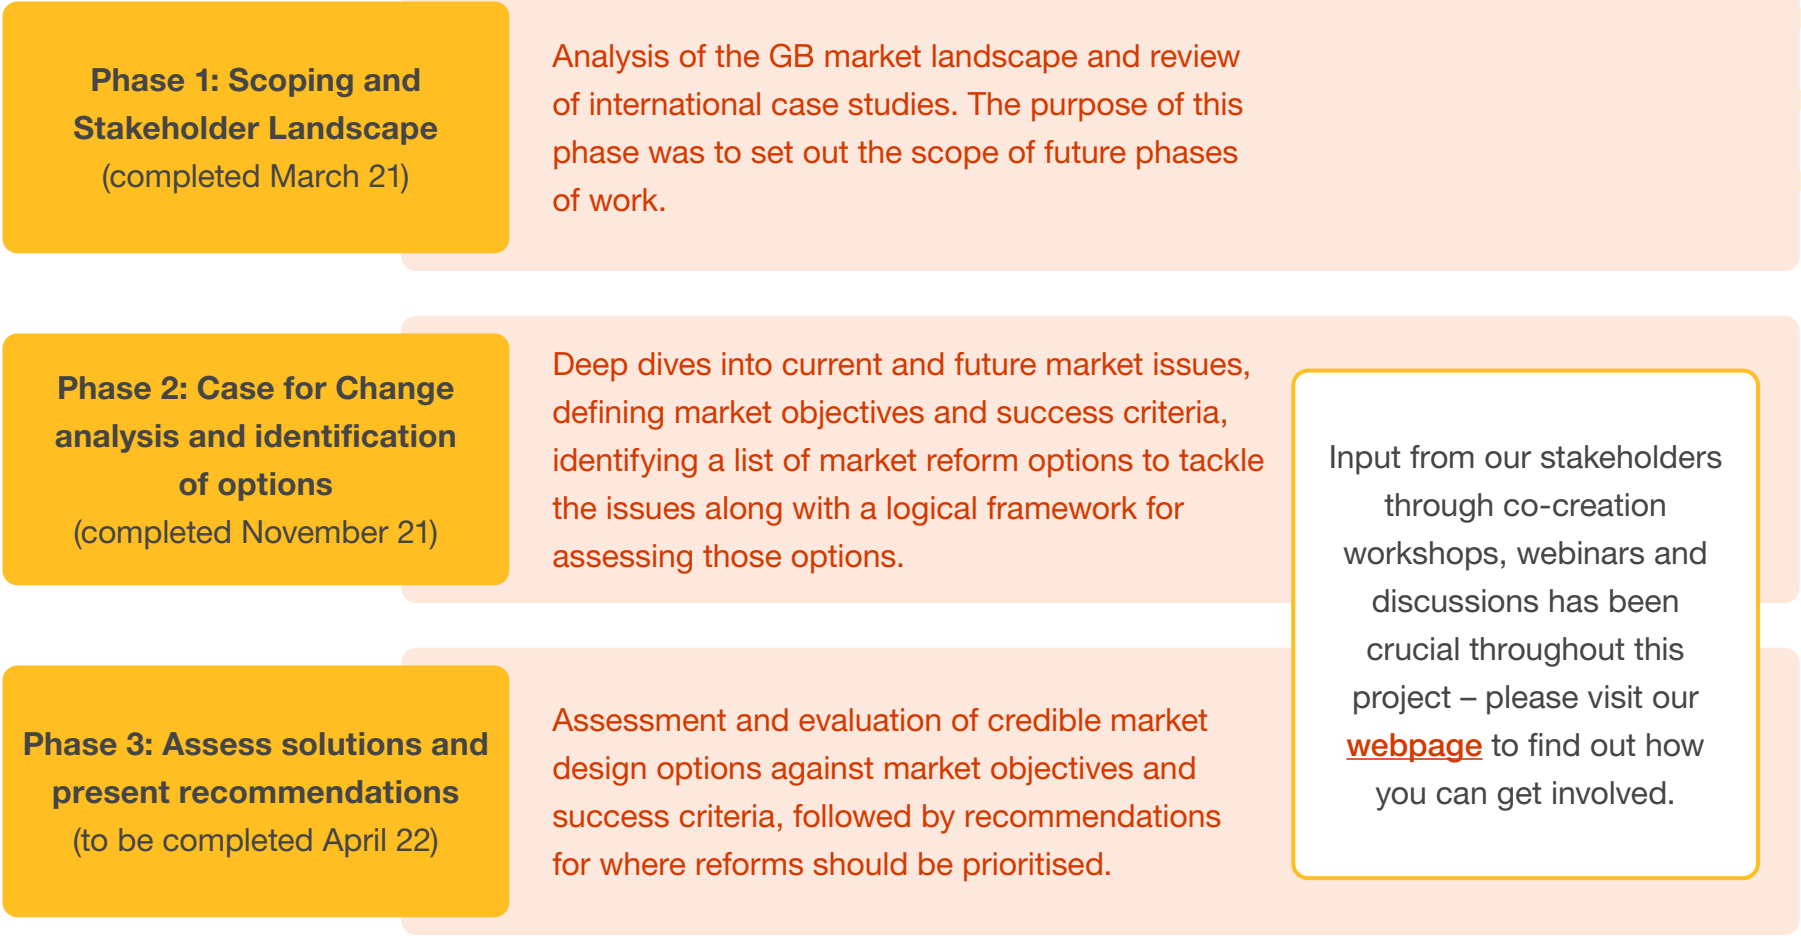 Phase 1: Scoping and
Stakeholder Landscape
(completed March 21)
Analysis of the GB market landscape and review
of international case studies. The purpose of this
phase was to set out the scope of future phases
of work.
Phase 2: Case for Change
analysis and identification
of options
(completed November 21)
Deep dives into current and future market issues,
defining market objectives and success criteria,
identifying a list of market reform options to tackle
the issues along with a logical framework for
assessing those options.
Phase 3: Assess solutions and
present recommendations
(to be completed April 22)
Assessment and evaluation of credible market
design options against market objectives and
success criteria, followed by recommendations
for where reforms should be prioritised.
Input from our stakeholders
through co-creation
workshops, webinars and
discussions has been
crucial throughout this
project – please visit our
webpage to find out how
you can get involved.